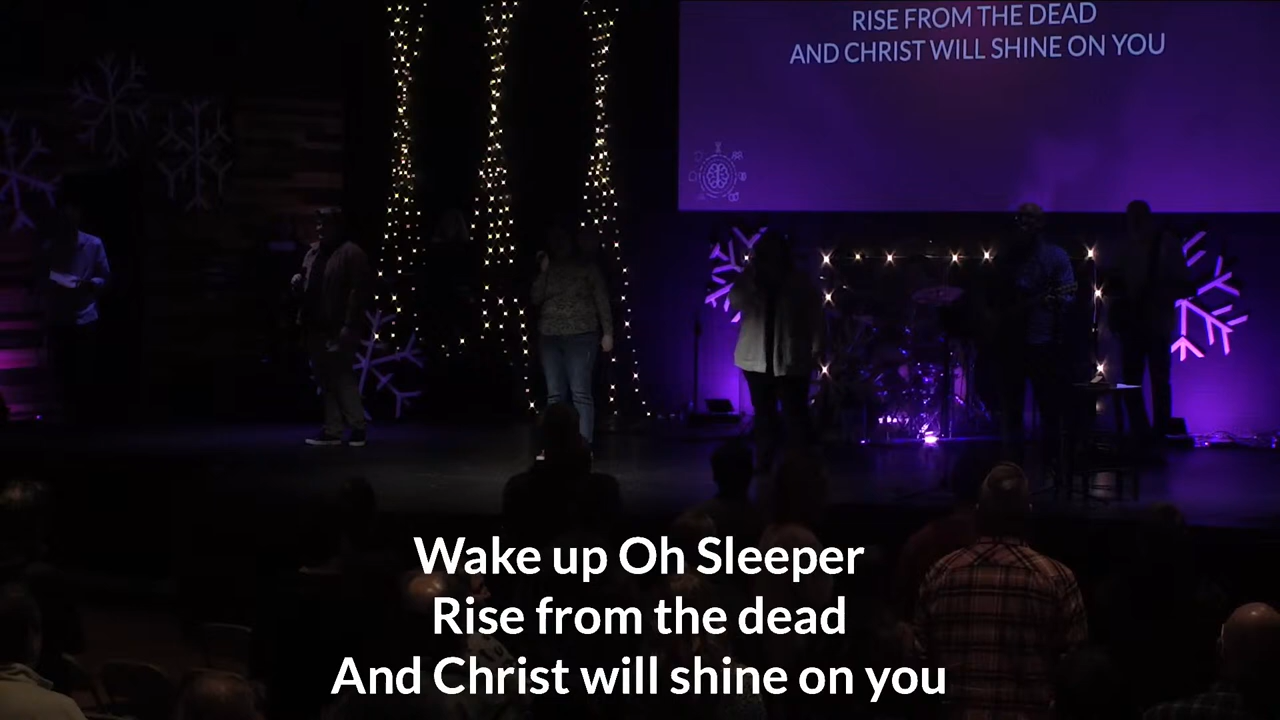 RISE FROM THE DEAD
AND CHRIST WILL SHINE ON YOU
Wake up Oh Sleeper
Rise from the dead
And Christ will shine on you